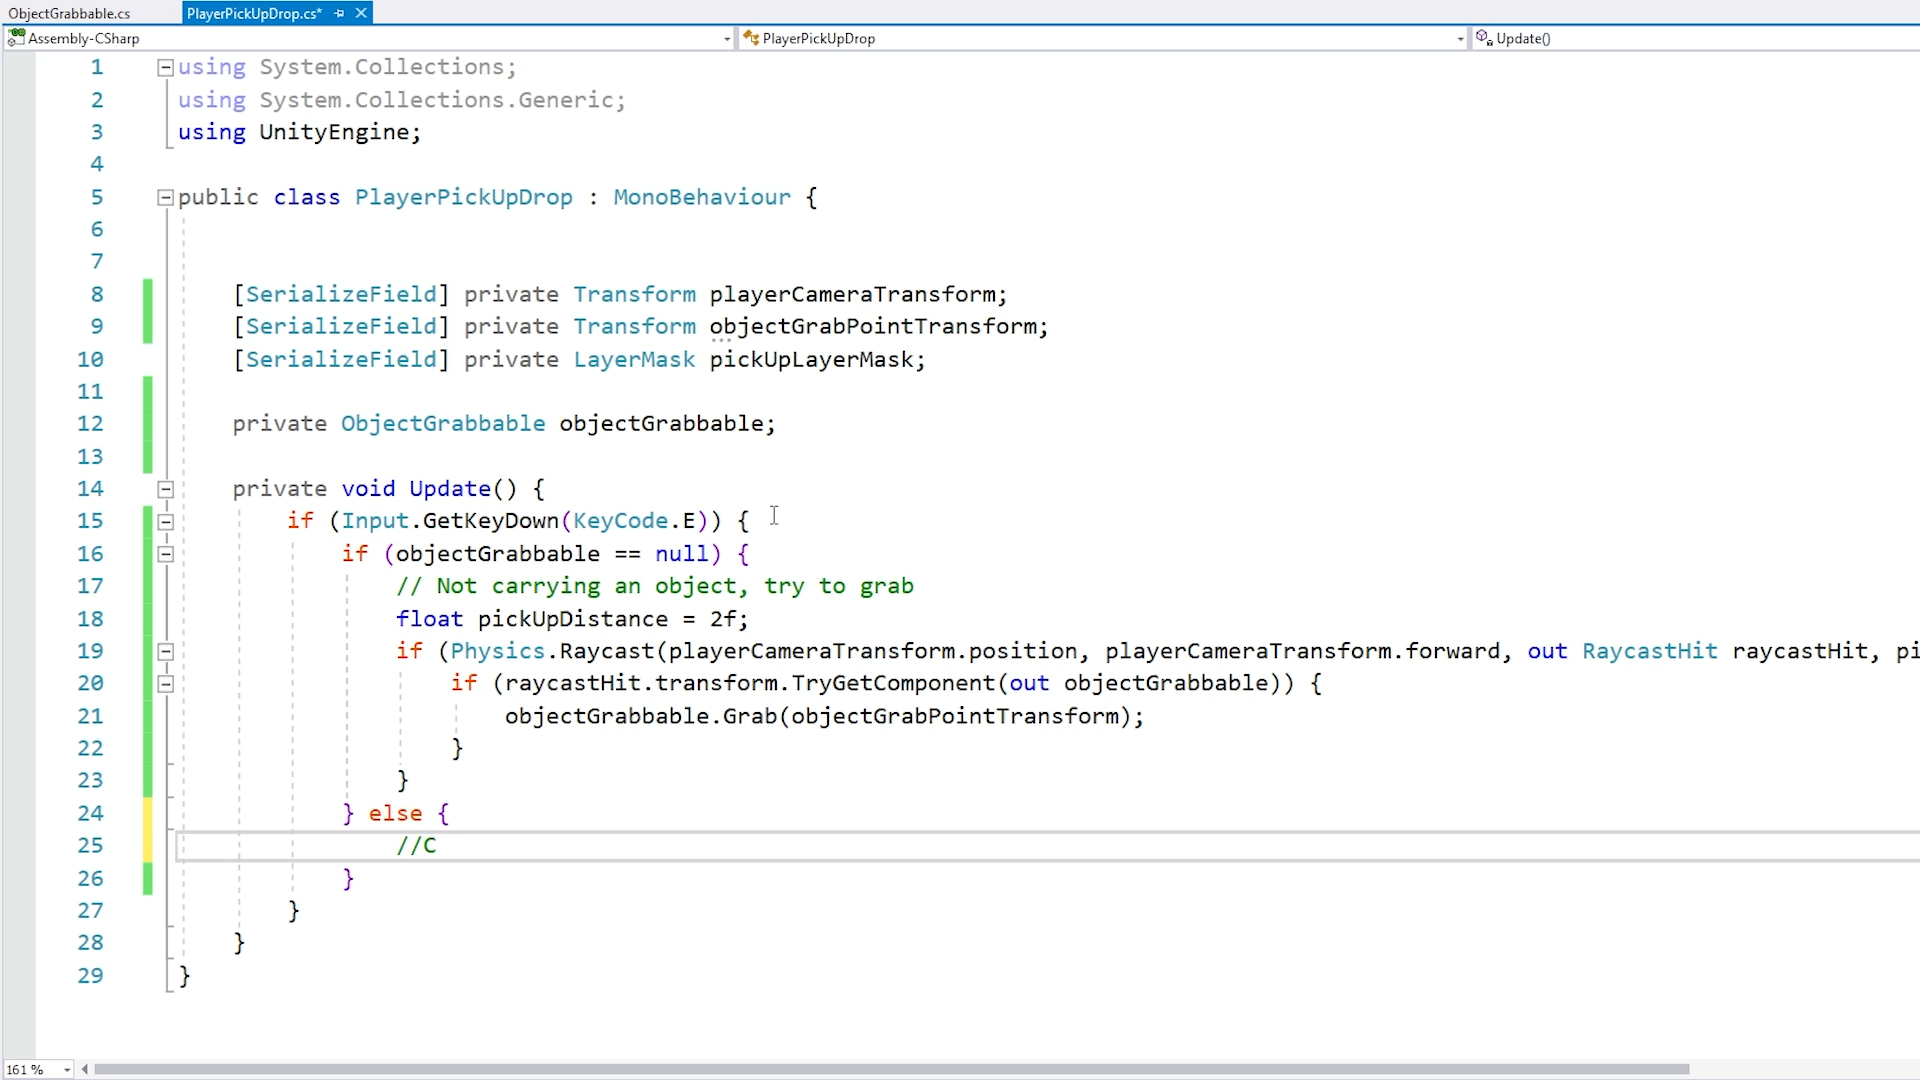 ObjectGrabbable.cs PlayerPickUpDrop.cs*
Assembly-CSharp PlayerPickUpDrop Update()
1 using System.Collections;
2 using System.Collections.Generic;
3 using UnityEngine;
4
5 public class PlayerPickUpDrop : MonoBehaviour {
6
7
8 [SerializeField] private Transform playerCameraTransform;
9 [SerializeField] private Transform objectGrabPointTransform;
10 [SerializeField] private LayerMask pickUpLayerMask;
11
12 private ObjectGrabbable objectGrabbable;
13
14 private void Update() {
15 if (Input.GetKeyDown(KeyCode.E)) {
16 if (objectGrabbable == null) {
17 // Not carrying an object, try to grab
18 float pickUpDistance = 2f;
19 if (Physics.Raycast(playerCameraTransform.position, playerCameraTransform.forward, out RaycastHit raycastHit, pi
20 if (raycastHit.transform.TryGetComponent(out objectGrabbable)) {
21 objectGrabbable.Grab(objectGrabPointTransform);
22 }
23 }
24 } else {
25 //C
26 }
27 }
28 }
29 }
161 %